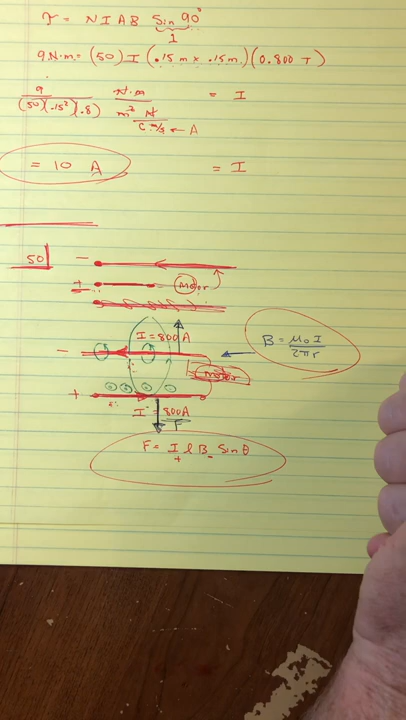 τ = N I A B Sin 90°
1
9 N·m = (50) I (.15 m x .15 m) (0.800 T)
9 / (50)(.15²)(.8) N·m / m² N / C·m/s ← A = I
= 10 A = I
50 −
+ motor
I = 800 A
B = μ₀ I / 2πr
− motor
+
I = 800A
F
F = I₊ ℓ B₋ Sin θ